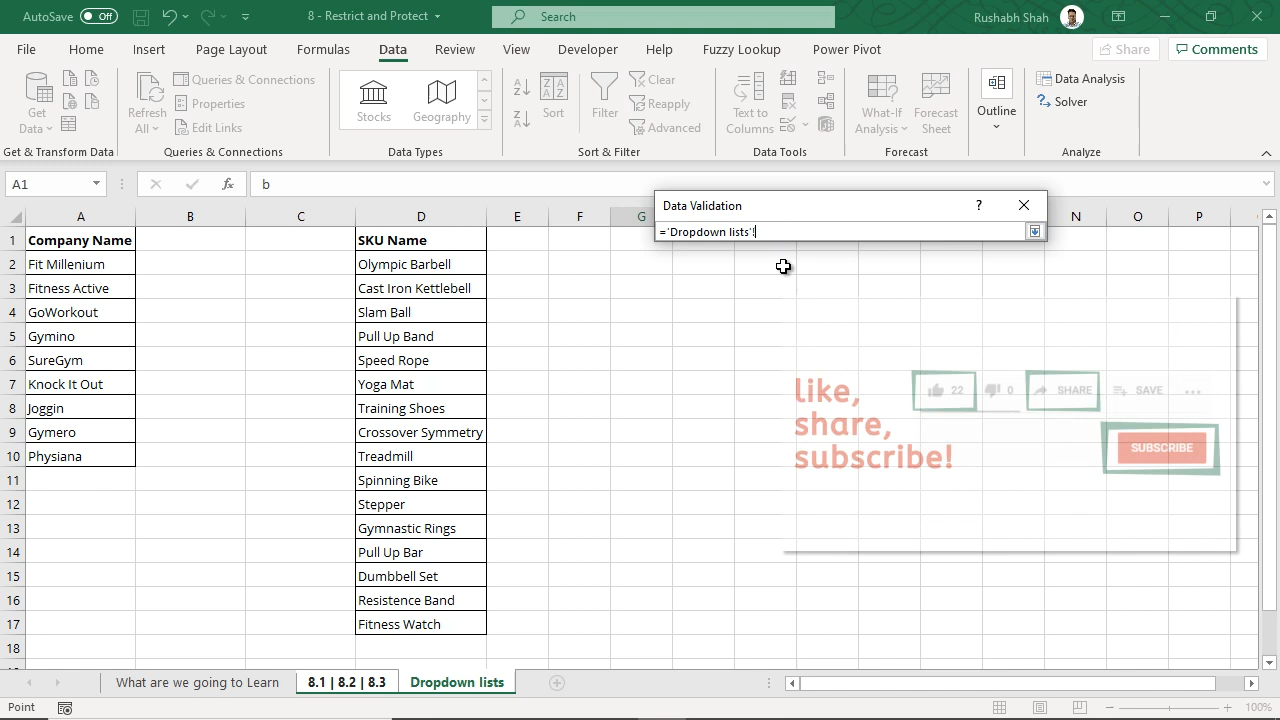 AutoSave Off 8 - Restrict and Protect Search Rushabh Shah
File Home Insert Page Layout Formulas Data Review View Developer Help Fuzzy Lookup Power Pivot Share Comments
Get Data
Refresh All
Queries & Connections
Properties
Edit Links
Stocks Geography
Sort
Filter
Clear
Reapply
Advanced
Text to Columns
What-If Analysis
Forecast Sheet
Outline
Data Analysis
Solver
Get & Transform Data Queries & Connections Data Types Sort & Filter Data Tools Forecast Analyze
A1 fx b
Data Validation ? ×
='Dropdown lists'!
A B C D E F G N O P
1 Company Name SKU Name
2 Fit Millenium Olympic Barbell
3 Fitness Active Cast Iron Kettlebell
4 GoWorkout Slam Ball
5 Gymino Pull Up Band
6 SureGym Speed Rope
7 Knock It Out Yoga Mat
8 Joggin Training Shoes
9 Gymero Crossover Symmetry
10 Physiana Treadmill
11 Spinning Bike
12 Stepper
13 Gymnastic Rings
14 Pull Up Bar
15 Dumbbell Set
16 Resistence Band
17 Fitness Watch
18
like,
share,
subscribe!
22 0 SHARE SAVE ...
SUBSCRIBE
What are we going to Learn 8.1 | 8.2 | 8.3 Dropdown lists
Point 100%